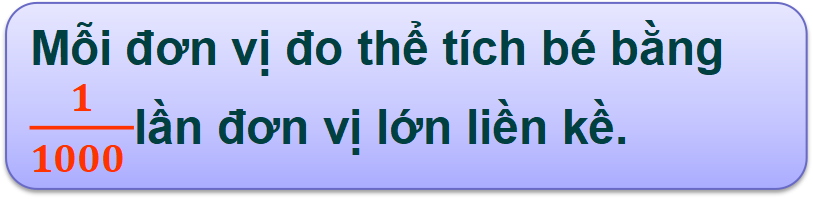 Mỗi đơn vị đo thể tích bé bằng
1/1000 lần đơn vị lớn liền kề.